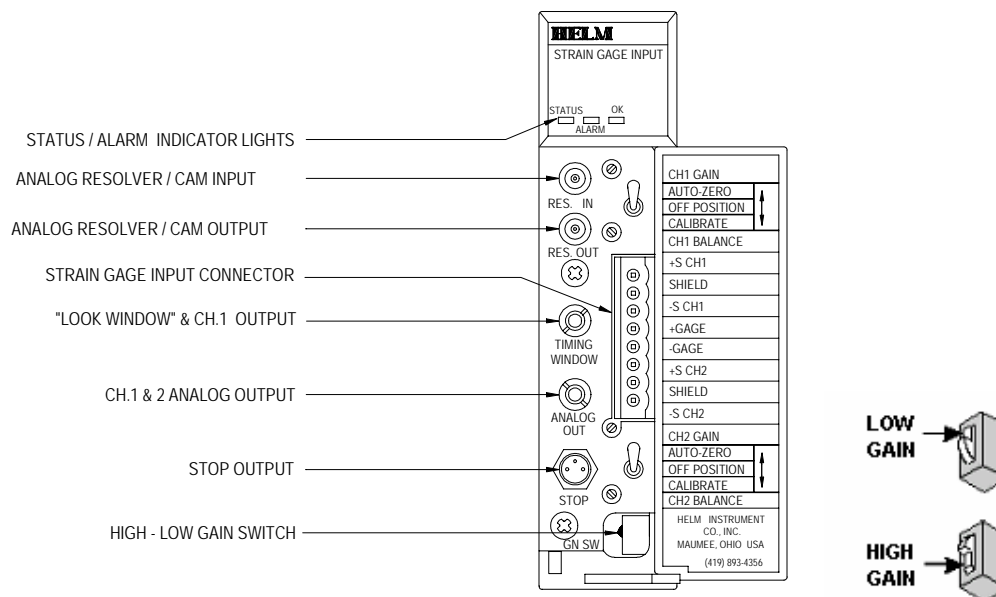 HELM
STRAIN GAGE INPUT
STATUS
OK
ALARM
STATUS / ALARM INDICATOR LIGHTS
ANALOG RESOLVER / CAM INPUT
ANALOG RESOLVER / CAM OUTPUT
STRAIN GAGE INPUT CONNECTOR
"LOOK WINDOW" & CH.1 OUTPUT
CH.1 & 2 ANALOG OUTPUT
STOP OUTPUT
HIGH - LOW GAIN SWITCH
RES. IN
RES. OUT
TIMING
WINDOW
ANALOG
OUT
STOP
GN SW
CH1 GAIN
AUTO-ZERO
OFF POSITION
CALIBRATE
CH1 BALANCE
+S CH1
SHIELD
-S CH1
+GAGE
-GAGE
+S CH2
SHIELD
-S CH2
CH2 GAIN
AUTO-ZERO
OFF POSITION
CALIBRATE
CH2 BALANCE
HELM INSTRUMENT
CO., INC.
MAUMEE, OHIO USA
(419) 893-4356
LOW
GAIN
HIGH
GAIN